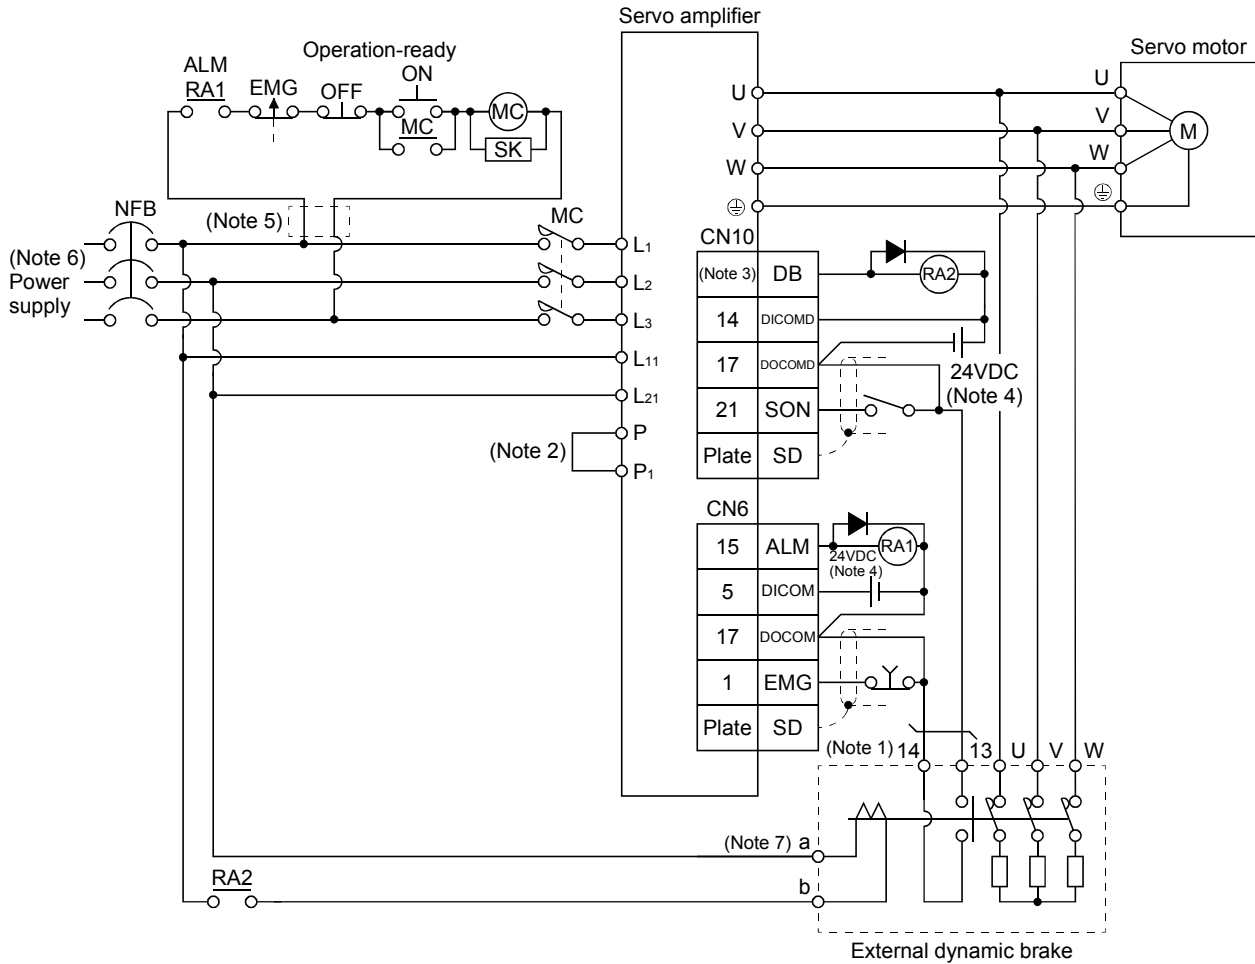 Servo amplifier
Operation-ready
ALM
RA1
EMG
OFF
ON
MC
MC
SK
Servo motor
U
V
W
U
V
W
M
NFB
(Note 5)
MC
(Note 6)
Power
supply
L1
L2
L3
L11
L21
P
P1
(Note 2)
CN10
(Note 3) DB
14 DICOMD
17 DOCOMD
21 SON
Plate SD
RA2
24VDC
(Note 4)
CN6
15 ALM
5 DICOM
17 DOCOM
1 EMG
Plate SD
RA1
24VDC
(Note 4)
(Note 1) 14 13 U V W
(Note 7) a
b
RA2
External dynamic brake